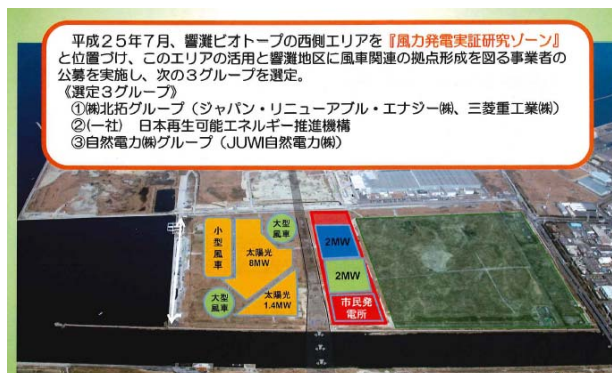 平成25年7月、響灘ビオトープの西側エリアを『風力発電実証研究ゾーン』
と位置づけ、このエリアの活用と響灘地区に風車関連の拠点形成を図る事業者の
公募を実施し、次の3グループを選定。
《選定3グループ》
①㈱北拓グループ（ジャパン・リニューアブル・エナジー㈱、三菱重工業㈱）
②(一社) 日本再生可能エネルギー推進機構
③自然電力㈱グループ（JUWI自然電力㈱）
小型風車
太陽光
8MW
大型
風車
大型
風車
太陽光
1.4MW
2MW
2MW
市民発
電所